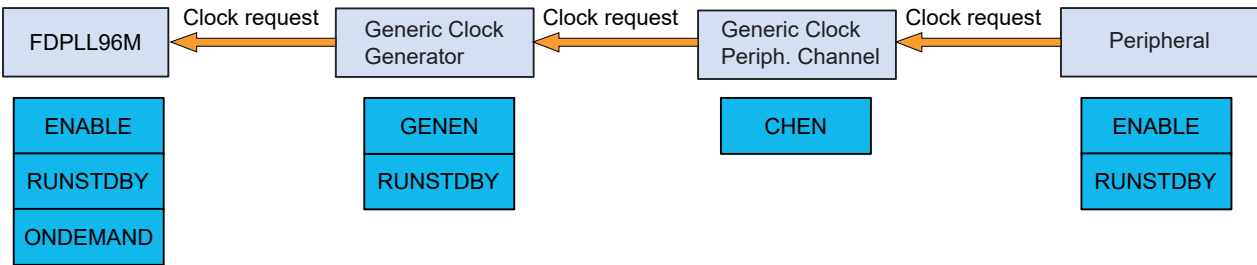 Clock request
Clock request
Clock request
FDPLL96M
Generic Clock
Generator
Generic Clock
Periph. Channel
Peripheral
ENABLE
GENEN
CHEN
ENABLE
RUNSTDBY
RUNSTDBY
RUNSTDBY
ONDEMAND